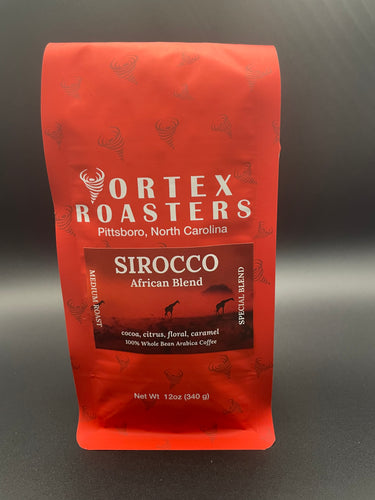 VORTEX
ROASTERS
Pittsboro, North Carolina
SIROCCO
African Blend
MEDIUM ROAST
SPECIAL BLEND
cocoa, citrus, floral, caramel
100% Whole Bean Arabica Coffee
Net Wt 12oz (340 g)